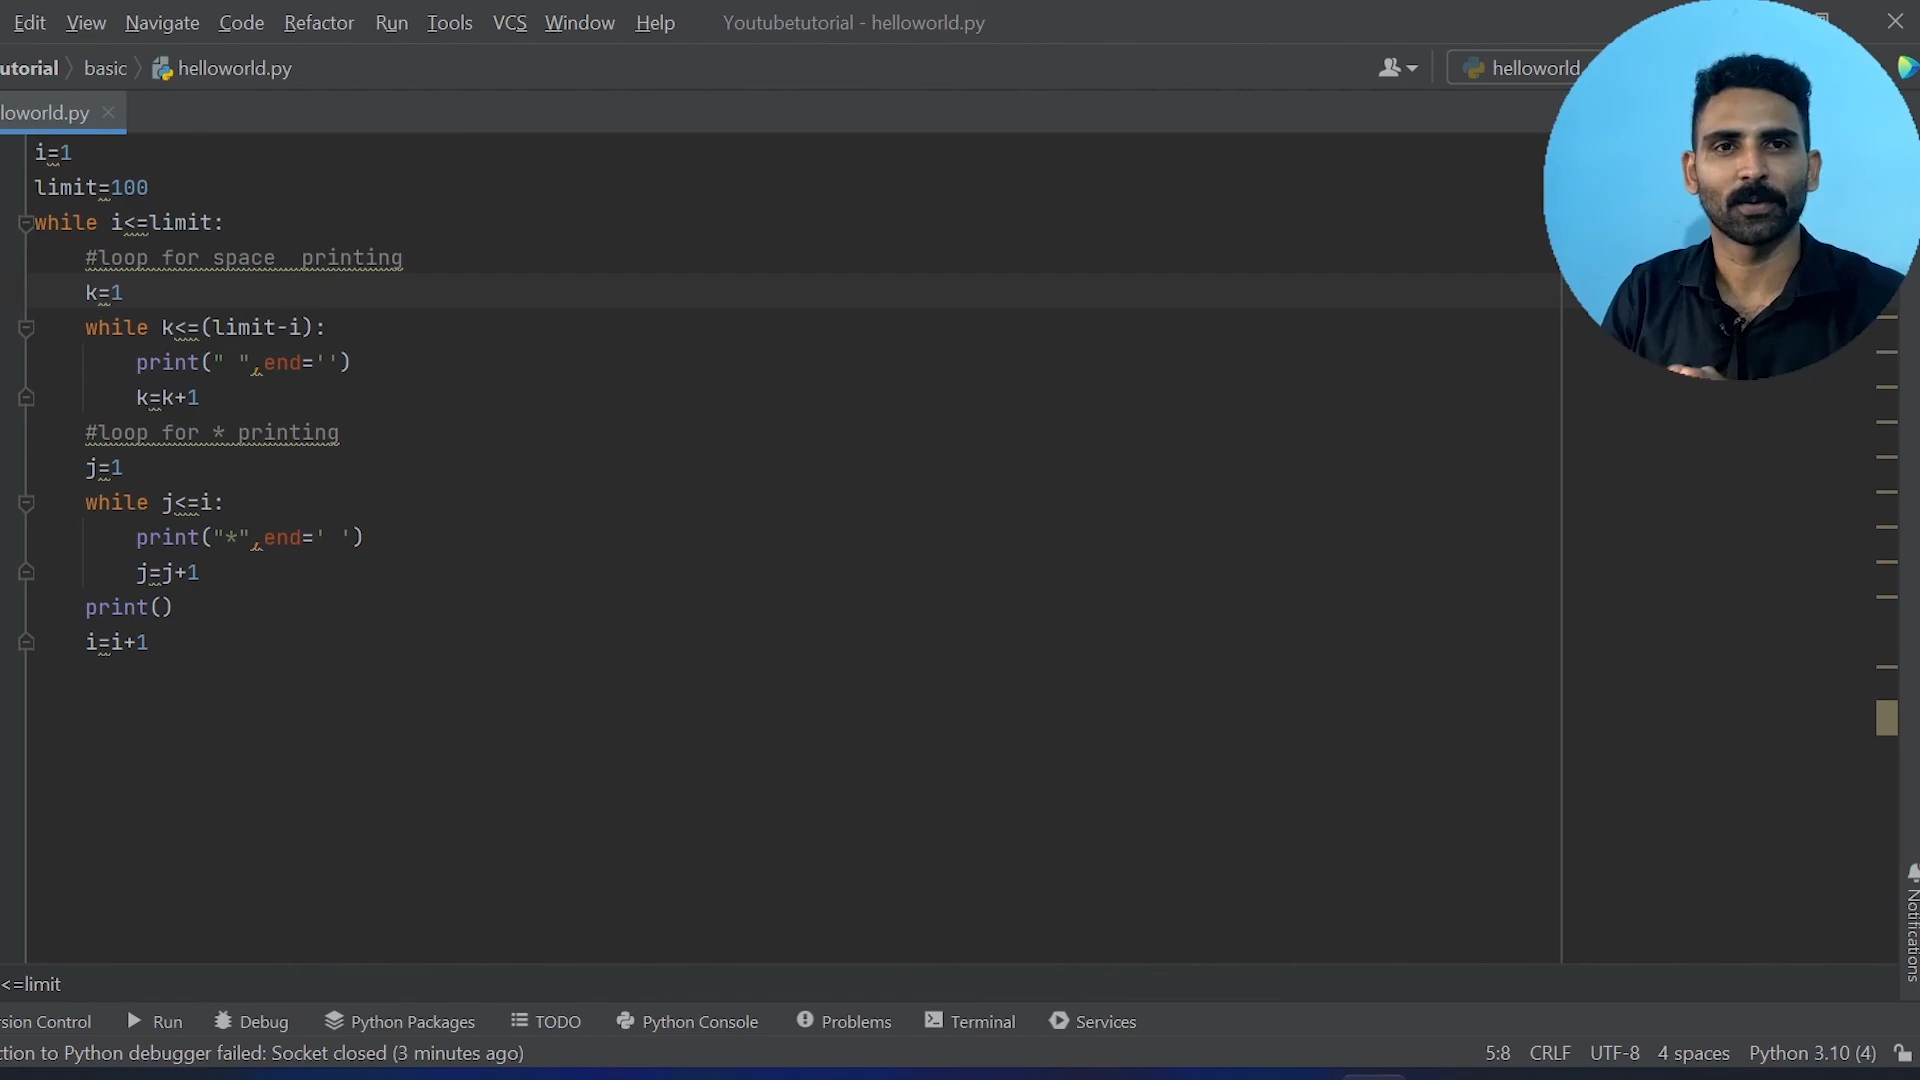 Edit View Navigate Code Refactor Run Tools VCS Window Help Youtubetutorial - helloworld.py
utorial basic helloworld.py helloworld
loworld.py
i=1
limit=100
while i<=limit:
#loop for space  printing
k=1
while k<=(limit-i):
print(" ",end='')
k=k+1
#loop for * printing
j=1
while j<=i:
print("*",end=' ')
j=j+1
print()
i=i+1
Notifications
<=limit
rsion Control Run Debug Python Packages TODO Python Console Problems Terminal Services
ction to Python debugger failed: Socket closed (3 minutes ago) 5:8 CRLF UTF-8 4 spaces Python 3.10 (4)